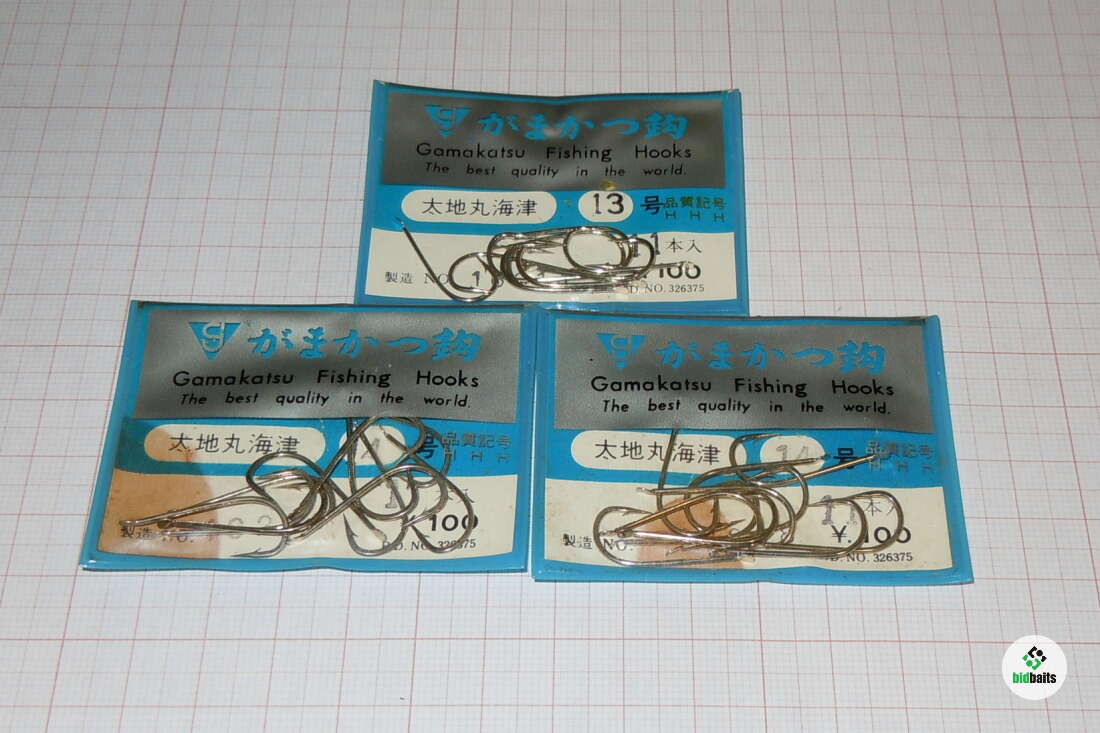 がまかつ鈎
Gamakatsu Fishing Hooks
The best quality in the world.
太地丸海津 13 号 品質記号
H H H
11 本入
製造 NO. 100
D. NO. 326375
がまかつ鈎
Gamakatsu Fishing Hooks
The best quality in the world.
太地丸海津 号 品質記号
H H H
製造 NO. ¥100
D. NO. 326375
がまかつ鈎
Gamakatsu Fishing Hooks
The best quality in the world.
太地丸海津 14 号 品質記号
H H H
11 本入
製造 NO. ¥.100
D. NO. 326375
bidbaits